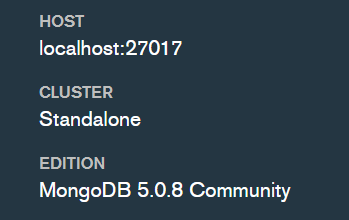 HOST
localhost:27017
CLUSTER
Standalone
EDITION
MongoDB 5.0.8 Community